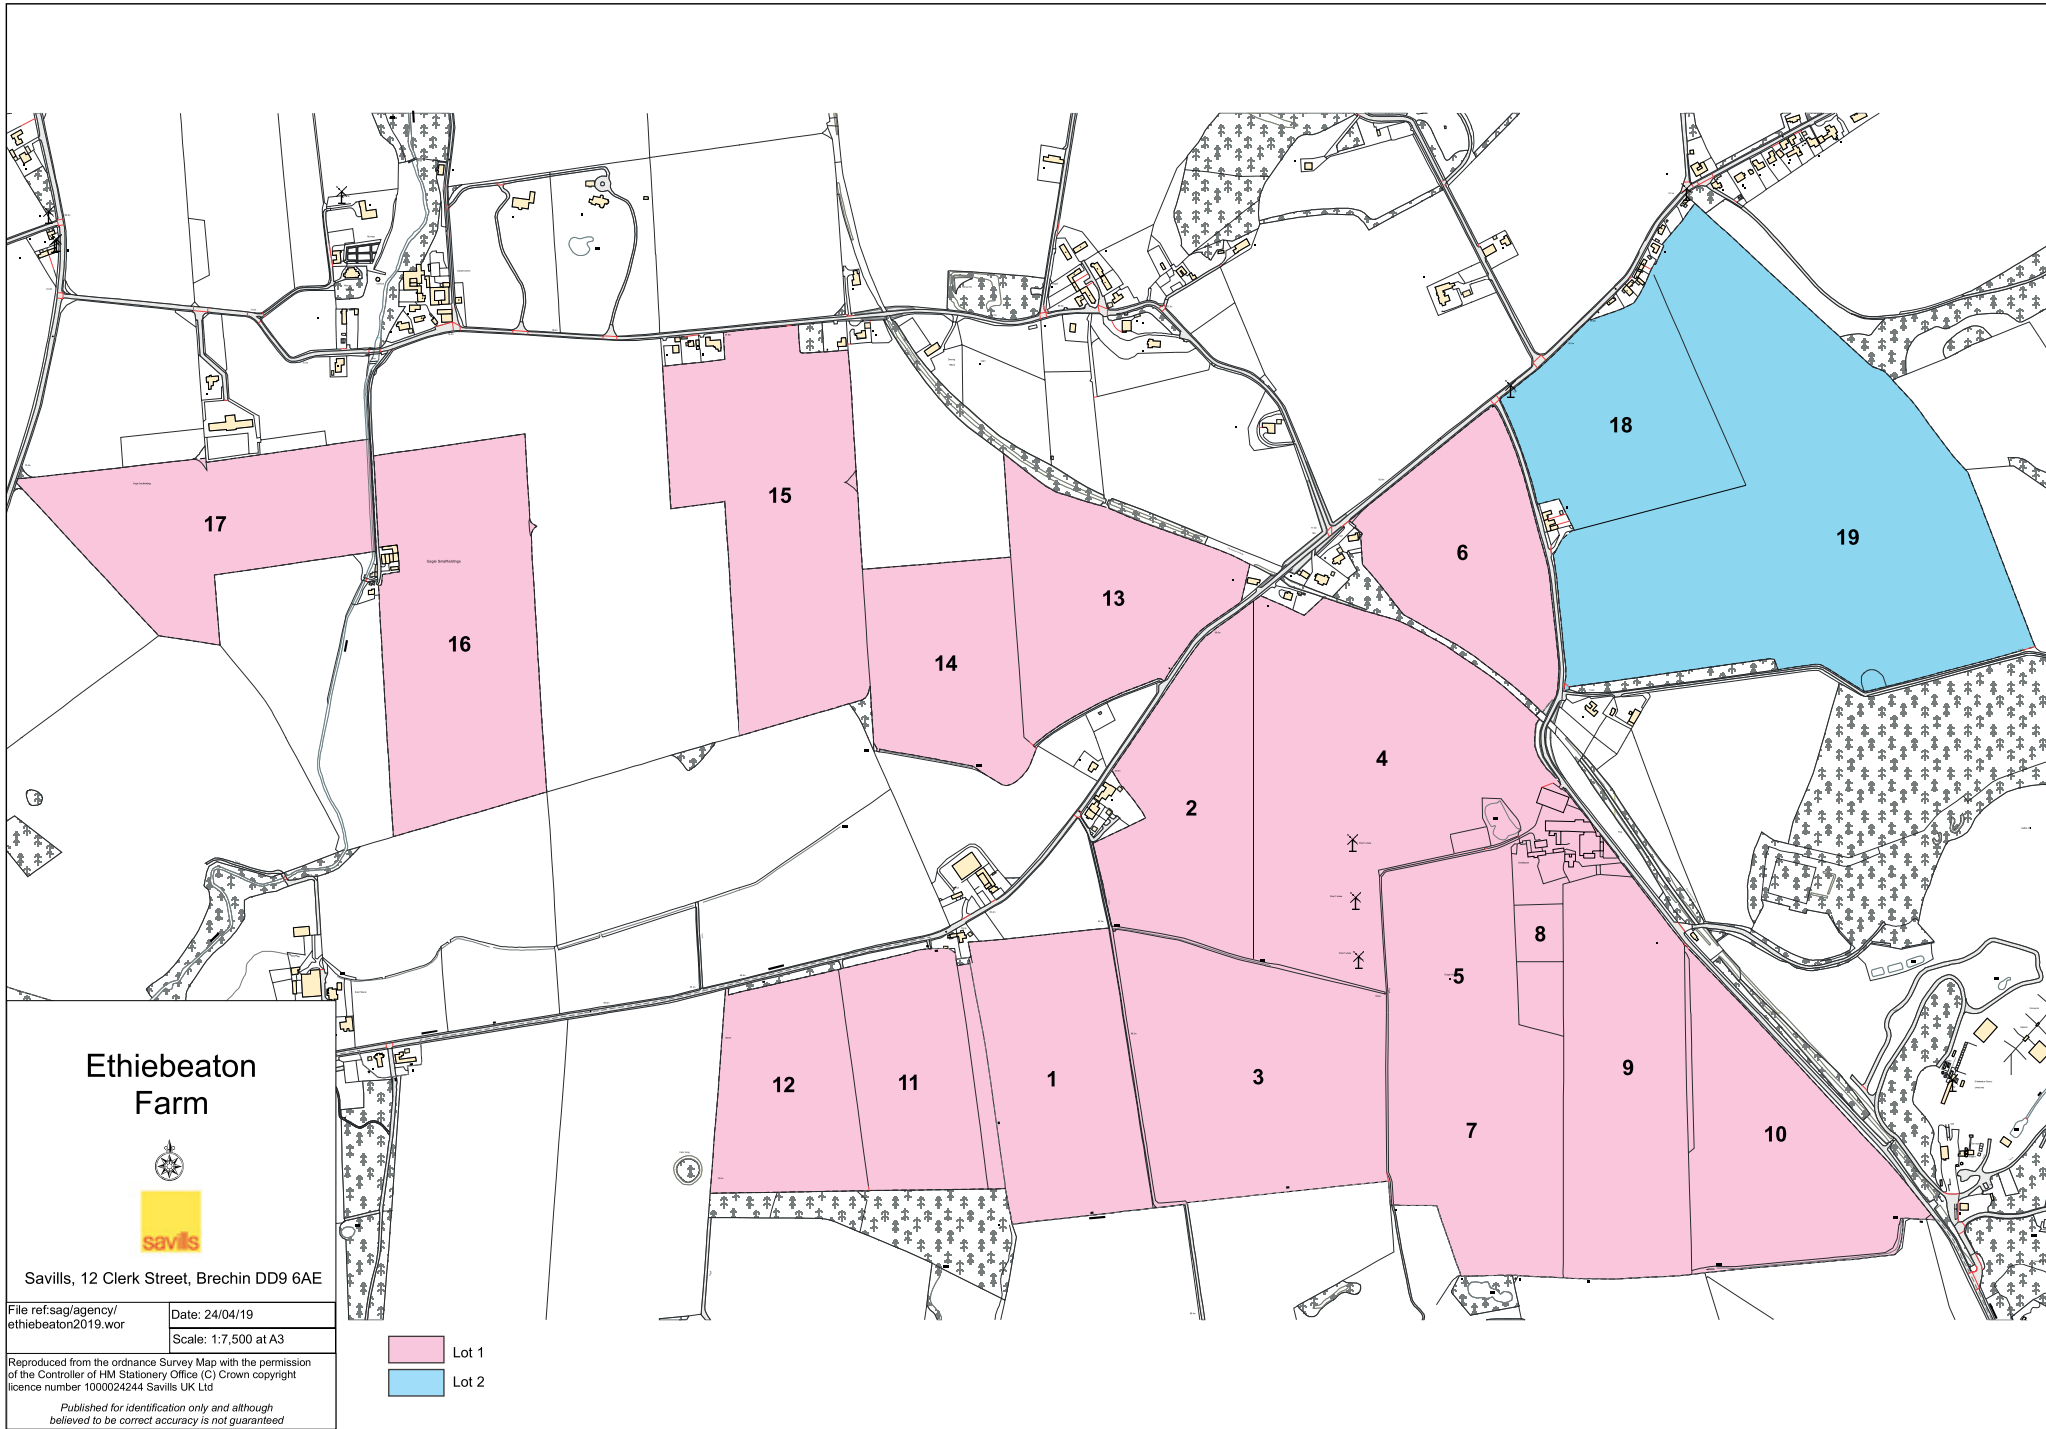 18
15
17
19
6
13
16
14
4
2
8
5
9
12
11
1
3
7
10
Ethiebeaton
Farm
savills
Savills, 12 Clerk Street, Brechin DD9 6AE
File ref:sag/agency/
ethiebeaton2019.wor
Date: 24/04/19
Scale: 1:7,500 at A3
Reproduced from the ordnance Survey Map with the permission
of the Controller of HM Stationery Office (C) Crown copyright
licence number 1000024244 Savills UK Ltd
Published for identification only and although
believed to be correct accuracy is not guaranteed
Lot 1
Lot 2